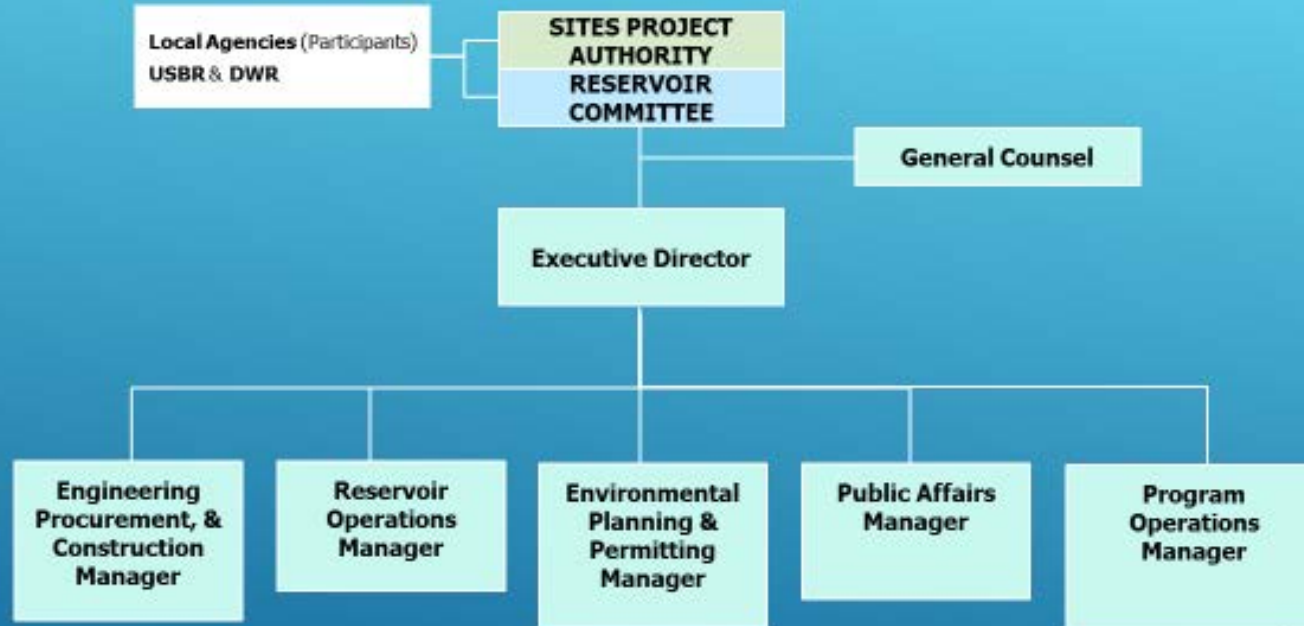 Local Agencies (Participants)
USBR & DWR
SITES PROJECT
AUTHORITY
RESERVOIR
COMMITTEE
General Counsel
Executive Director
Engineering
Procurement, &
Construction
Manager
Reservoir
Operations
Manager
Environmental
Planning &
Permitting
Manager
Public Affairs
Manager
Program
Operations
Manager